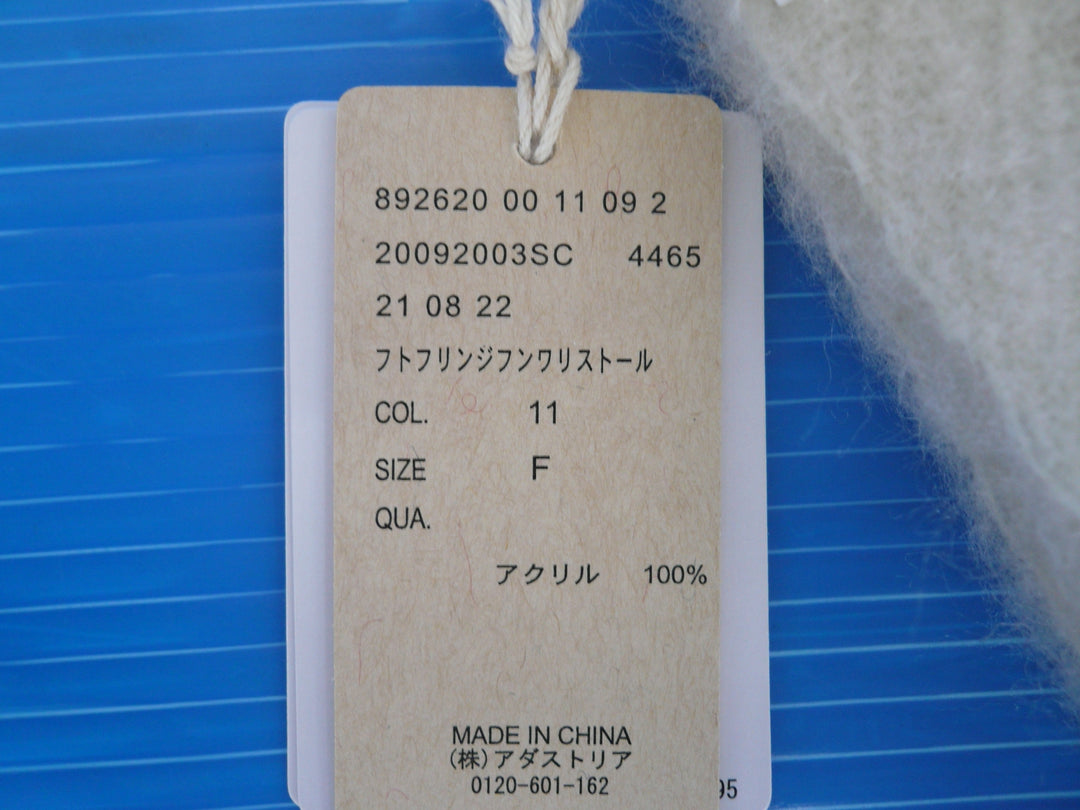 892620 00 11 09 2
20092003SC 4465
21 08 22
フトフリンジフンワリストール
COL. 11
SIZE F
QUA.
アクリル 100%
MADE IN CHINA
(株)アダストリア
0120-601-162
95